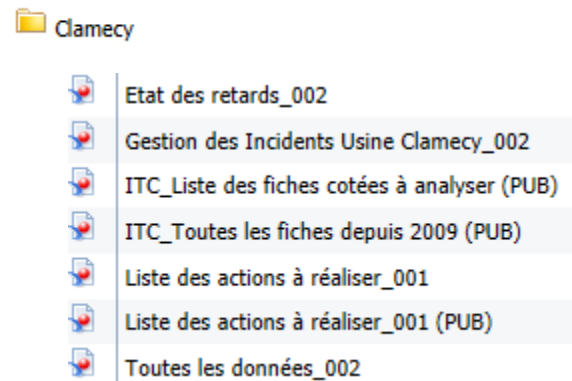 Clamecy
Etat des retards_002
Gestion des Incidents Usine Clamecy_002
ITC_Liste des fiches cotées à analyser (PUB)
ITC_Toutes les fiches depuis 2009 (PUB)
Liste des actions à réaliser_001
Liste des actions à réaliser_001 (PUB)
Toutes les données_002